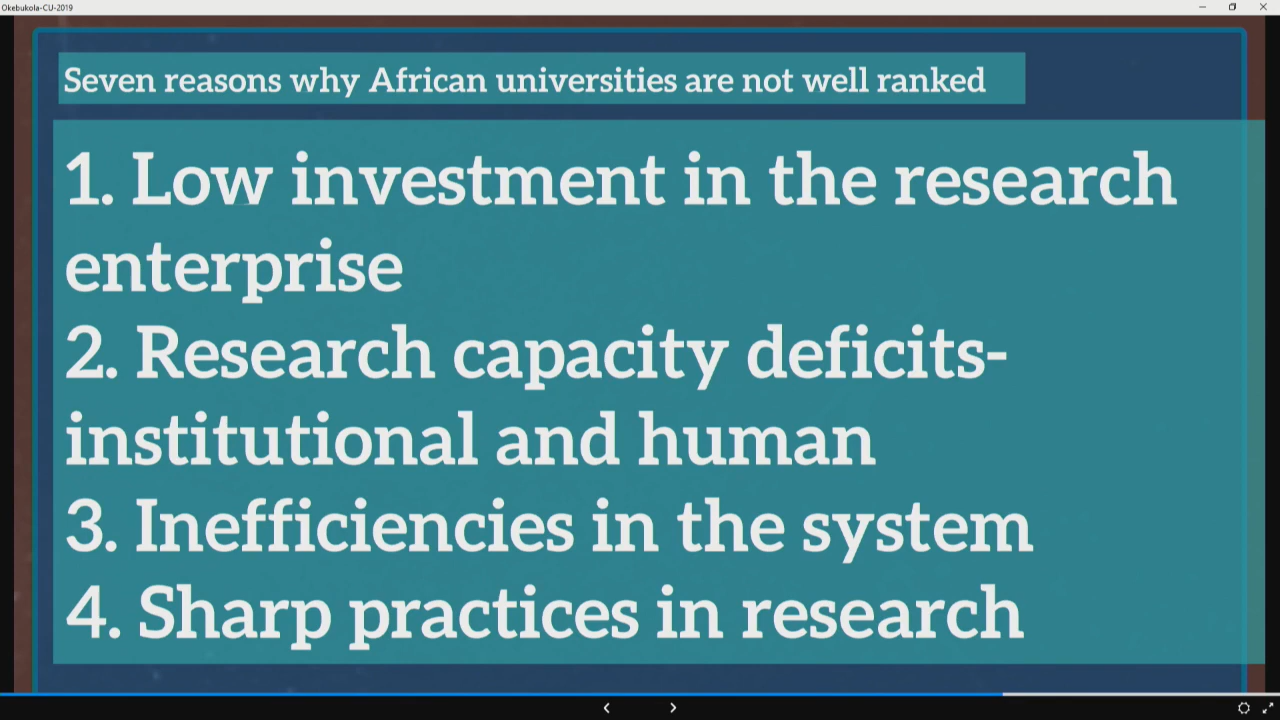 Okebukola-CU-2019
Seven reasons why African universities are not well ranked
1. Low investment in the research
enterprise
2. Research capacity deficits-
institutional and human
3. Inefficiencies in the system
4. Sharp practices in research